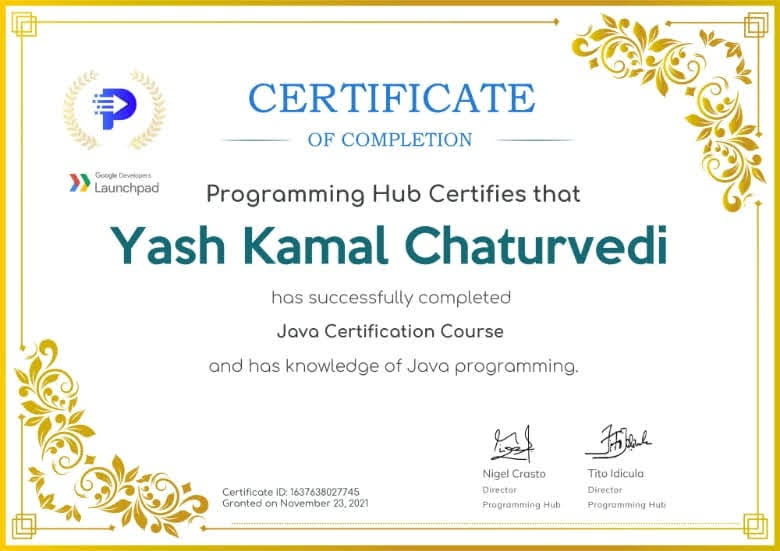 CERTIFICATE
OF COMPLETION
Google Developers
Launchpad
Programming Hub Certifies that
Yash Kamal Chaturvedi
has successfully completed
Java Certification Course
and has knowledge of Java programming.
Nigel Crasto
Director
Programming Hub
Tito Idicula
Director
Programming Hub
Certificate ID: 1637638027745
Granted on November 23, 2021